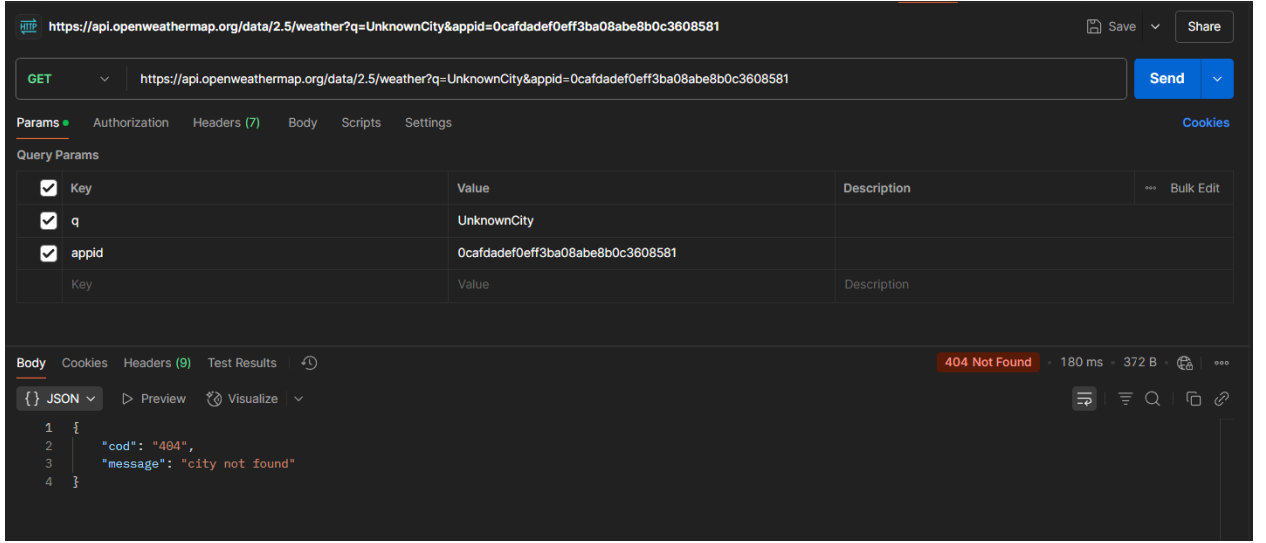 HTTP https://api.openweathermap.org/data/2.5/weather?q=UnknownCity&appid=0cafdadef0eff3ba08abe8b0c3608581 Save Share
GET https://api.openweathermap.org/data/2.5/weather?q=UnknownCity&appid=0cafdadef0eff3ba08abe8b0c3608581 Send
Params Authorization Headers (7) Body Scripts Settings Cookies
Query Params
Key Value Description Bulk Edit
q UnknownCity
appid 0cafdadef0eff3ba08abe8b0c3608581
Key Value Description
Body Cookies Headers (9) Test Results 404 Not Found 180 ms 372 B
{} JSON Preview Visualize
1 {
2 "cod": "404",
3 "message": "city not found"
4 }